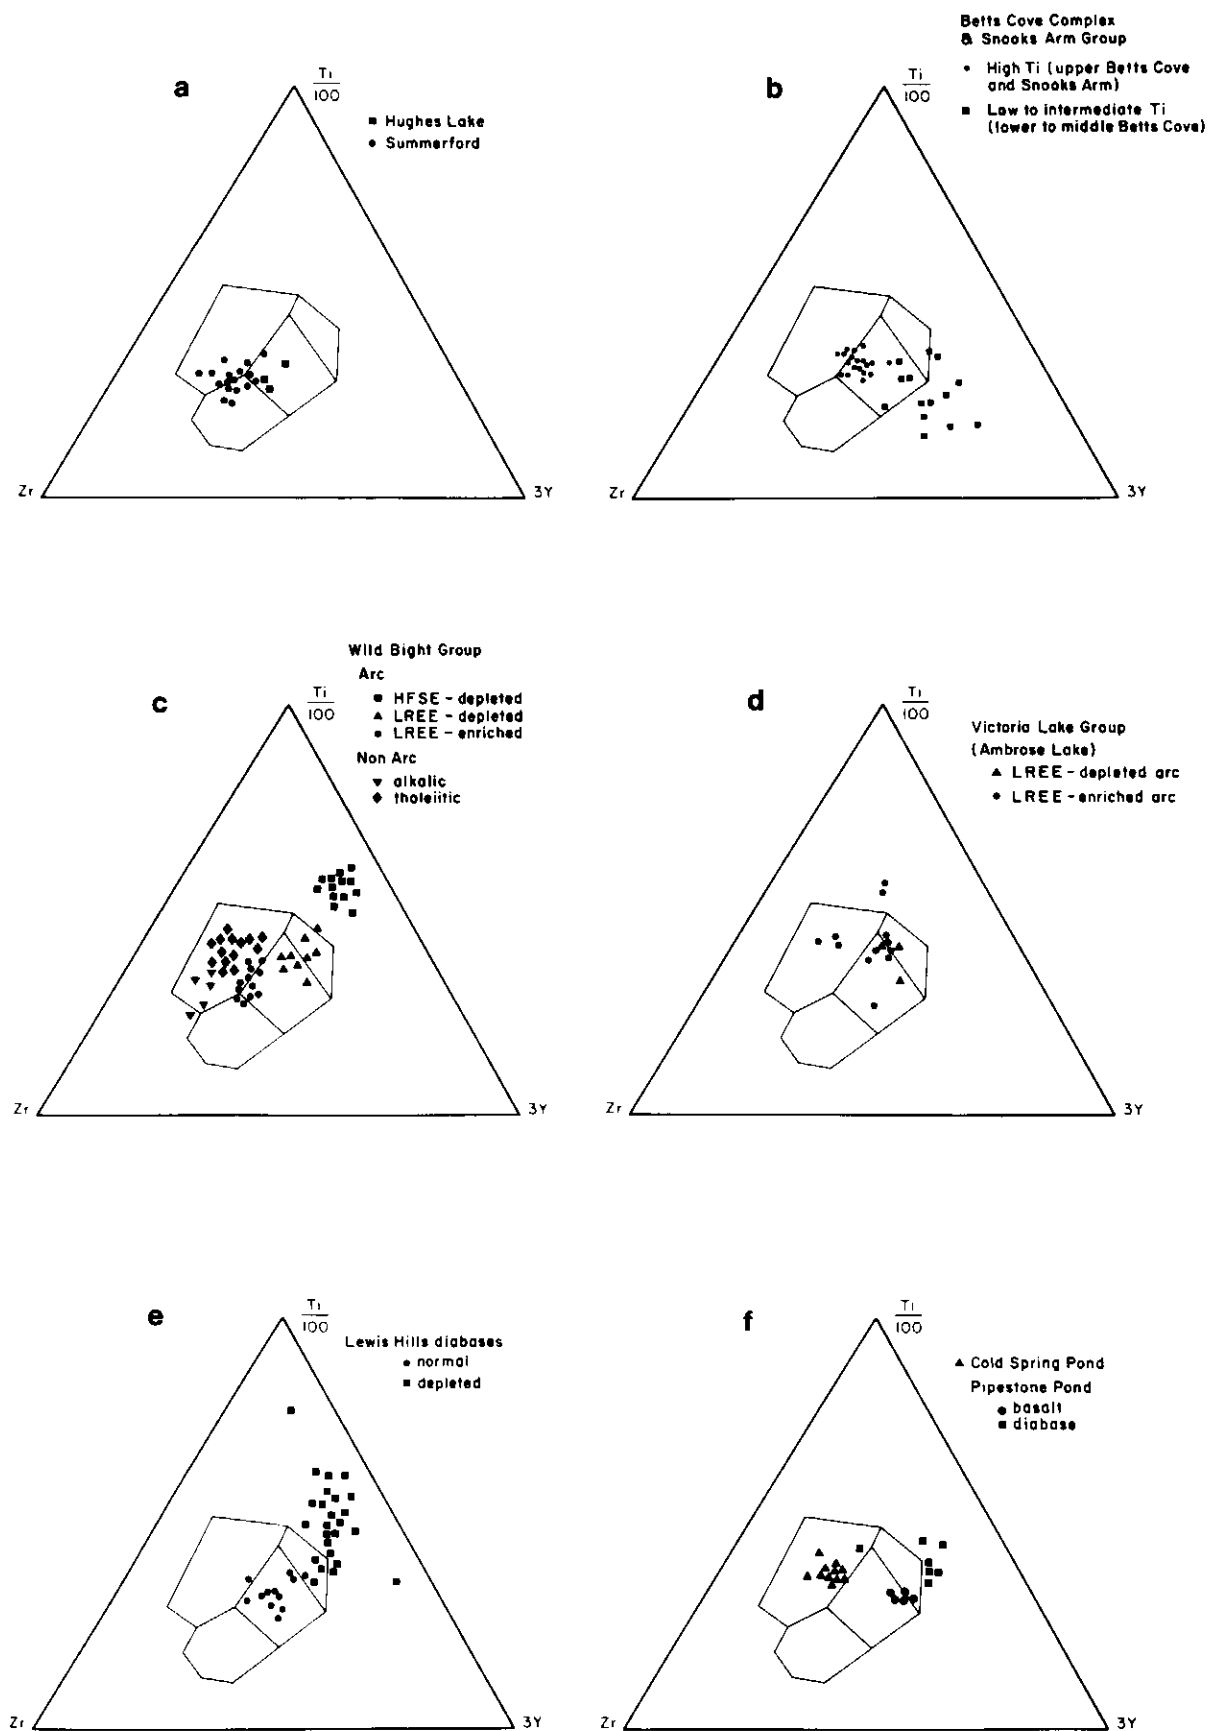 a
Ti
100
Hughes Lake
Summerford
Zr
3Y
Betts Cove Complex
& Snooks Arm Group
b
Ti
100
High Ti (upper Betts Cove
and Snooks Arm)
Low to intermediate Ti
(lower to middle Betts Cove)
Zr
3Y
Wild Bight Group
Arc
c
Ti
100
HFSE - depleted
LREE - depleted
LREE - enriched
Non Arc
alkalic
tholeiitic
Zr
3Y
d
Ti
100
Victoria Lake Group
(Ambrose Lake)
LREE - depleted arc
LREE - enriched arc
Zr
3Y
e
Ti
100
Lewis Hills diabases
normal
depleted
Zr
3Y
f
Ti
100
Cold Spring Pond
Pipestone Pond
basalt
diabase
Zr
3Y